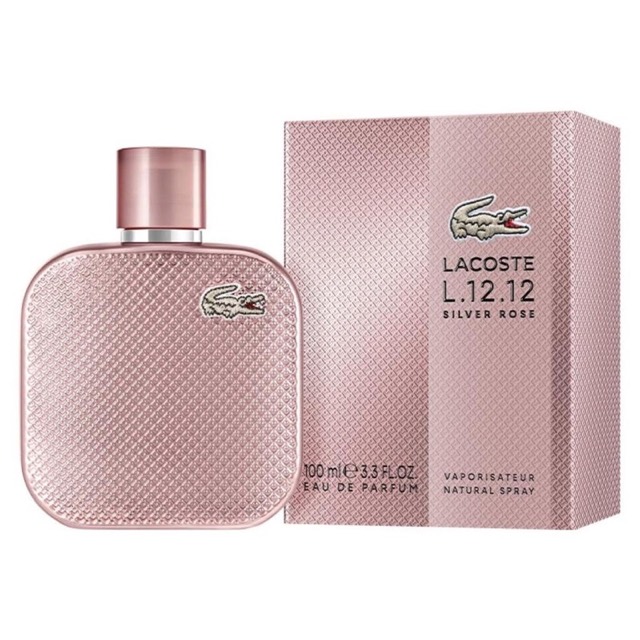 LACOSTE
L.12.12
SILVER ROSE
100 ml ℮ 3.3 FL.OZ.
EAU DE PARFUM
VAPORISATEUR
NATURAL SPRAY